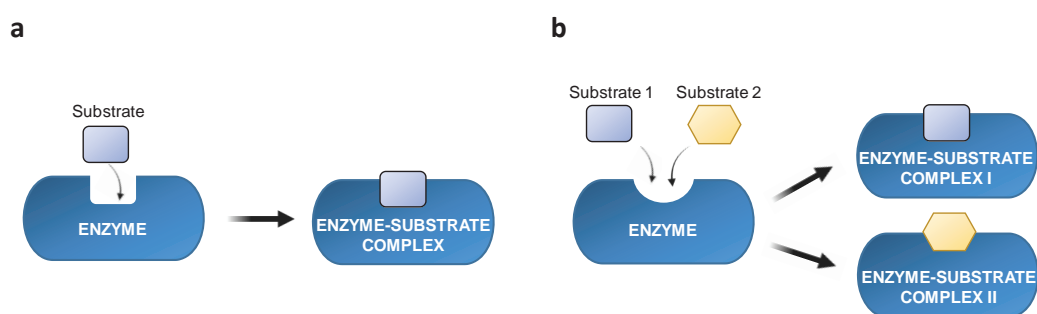 a
Substrate
ENZYME
ENZYME-SUBSTRATE
COMPLEX
b
Substrate 1
Substrate 2
ENZYME
ENZYME-SUBSTRATE
COMPLEX I
ENZYME-SUBSTRATE
COMPLEX II